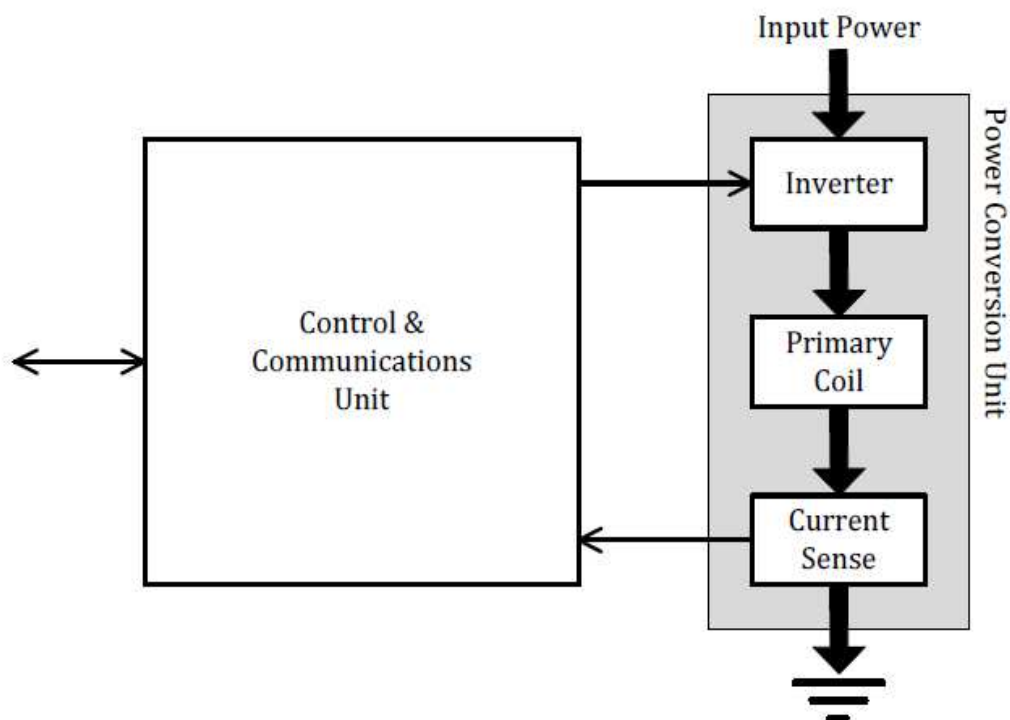 Input Power
Inverter
Power Conversion Unit
Control &
Communications
Unit
Primary
Coil
Current
Sense